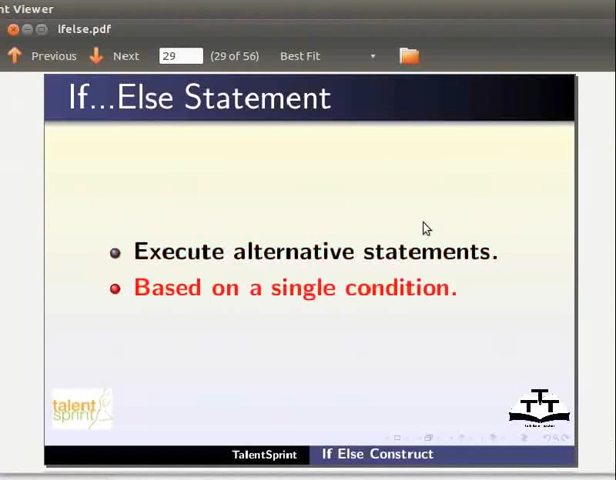 nt Viewer
Ifelse.pdf
Previous Next 29 (29 of 56) Best Fit
If...Else Statement
Execute alternative statements.
Based on a single condition.
talent
sprint
TTT
TalentSprint If Else Construct